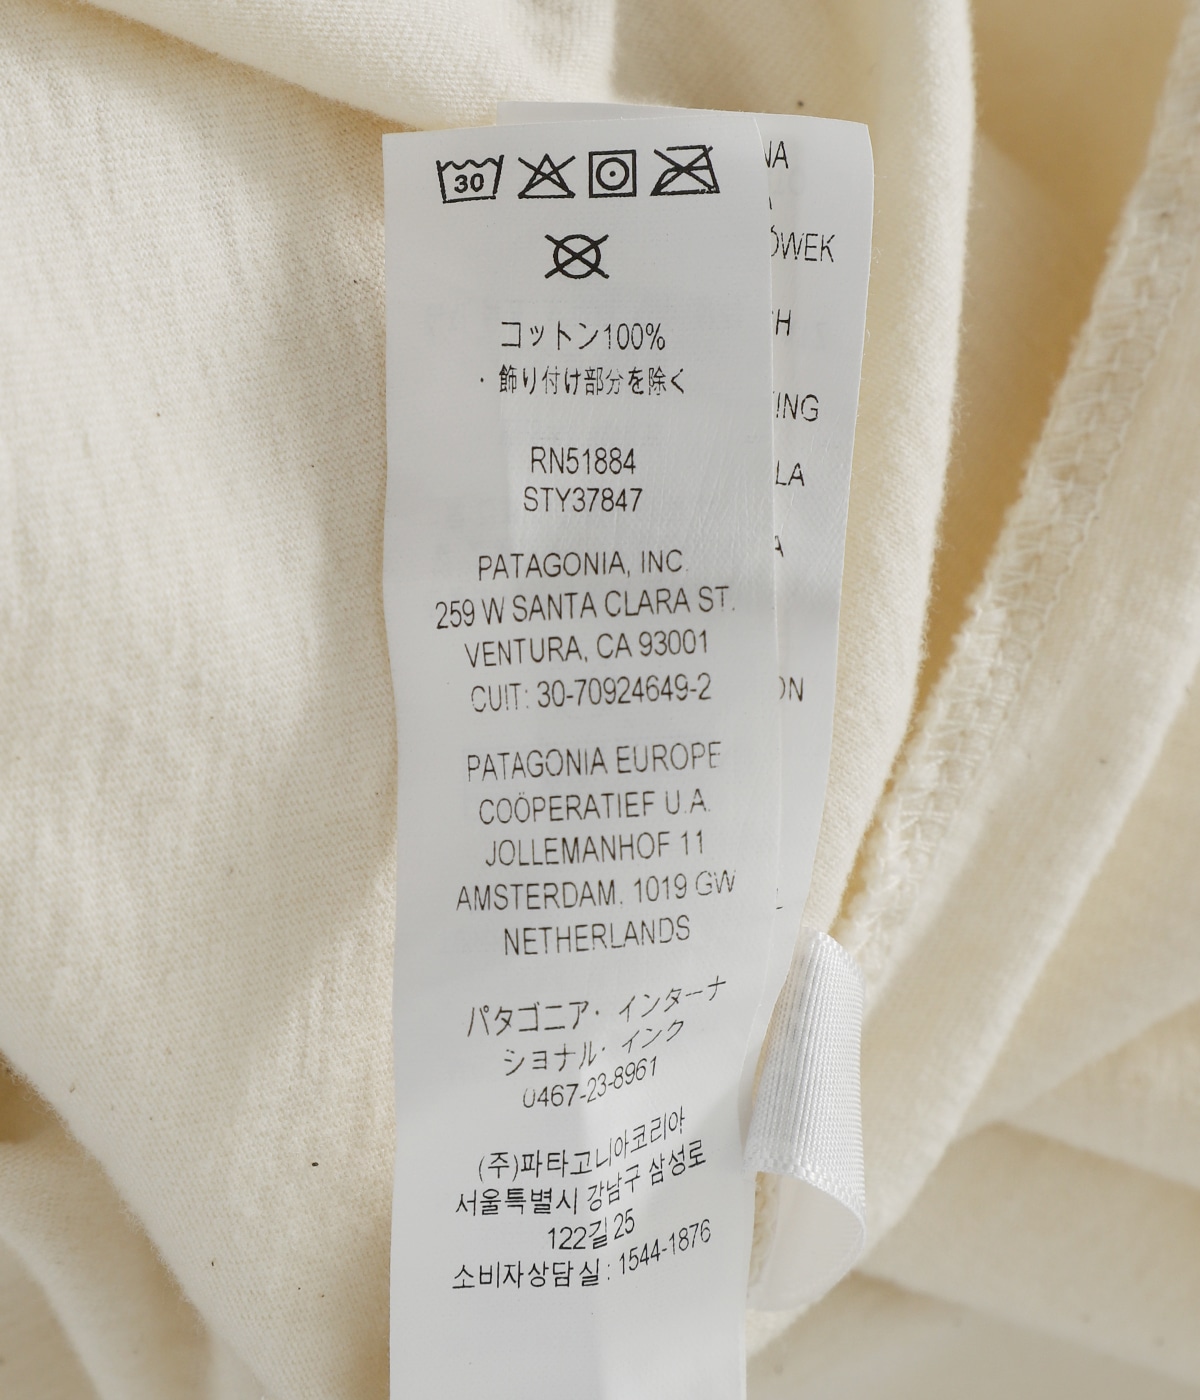 30
コットン100%
・飾り付け部分を除く
RN51884
STY37847
PATAGONIA, INC.
259 W SANTA CLARA ST.
VENTURA, CA 93001
CUIT: 30-70924649-2
PATAGONIA EUROPE
COÖPERATIEF U.A.
JOLLEMANHOF 11
AMSTERDAM, 1019 GW
NETHERLANDS
パタゴニア・インターナ
ショナル・インク
0467-23-8961
(주)파타고니아코리아
서울특별시 강남구 삼성로
122길 25
소비자상담실: 1544-1876